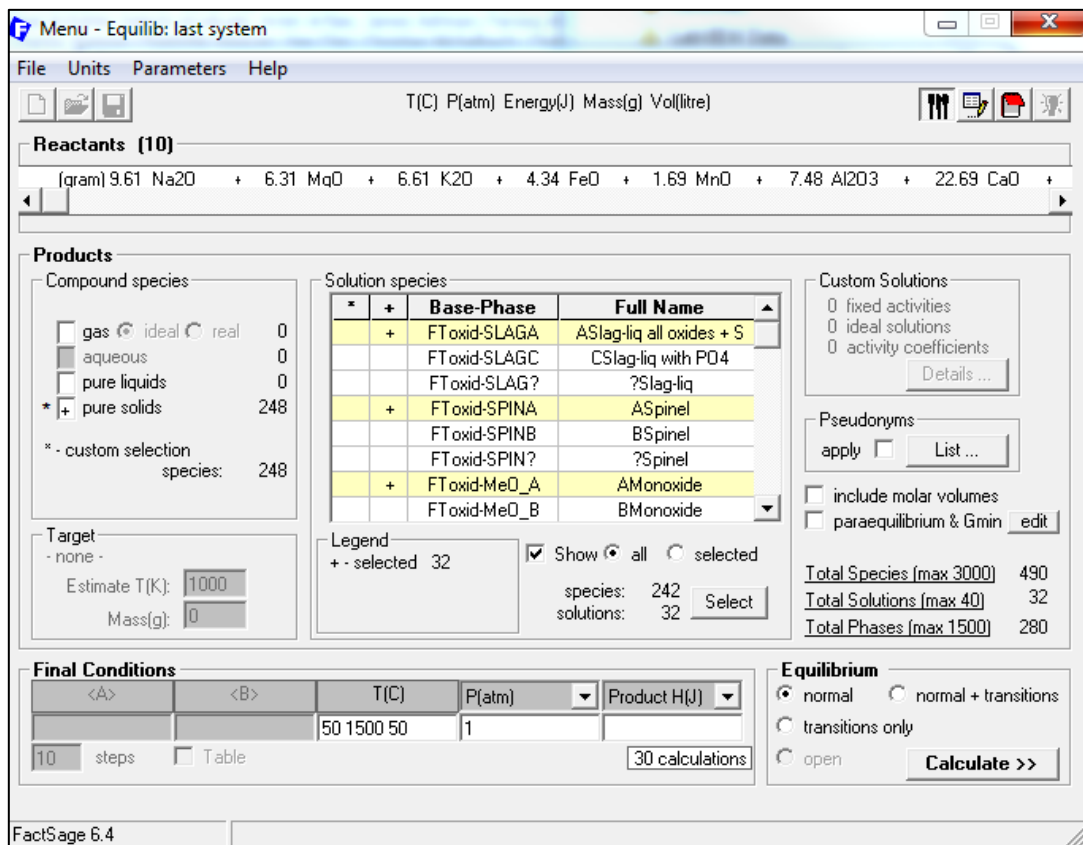 Menu - Equilib: last system
File Units Parameters Help
T(C) P(atm) Energy(J) Mass(g) Vol(litre)
Reactants (10)
(gram) 9.61 Na2O + 6.31 MgO + 6.61 K2O + 4.34 FeO + 1.69 MnO + 7.48 Al2O3 + 22.69 CaO +
Products
Compound species
gas ideal real 0
aqueous 0
pure liquids 0
* + pure solids 248
* - custom selection
species: 248
Target
- none -
Estimate T(K): 1000
Mass(g): 0
Solution species
* + Base-Phase Full Name
+ FToxid-SLAGA ASlag-liq all oxides + S
FToxid-SLAGC CSlag-liq with PO4
FToxid-SLAG? ?Slag-liq
+ FToxid-SPINA ASpinel
FToxid-SPINB BSpinel
FToxid-SPIN? ?Spinel
+ FToxid-MeO_A AMonoxide
FToxid-MeO_B BMonoxide
Legend
+ - selected 32
Show all selected
species: 242
solutions: 32
Select
Custom Solutions
0 fixed activities
0 ideal solutions
0 activity coefficients
Details ...
Pseudonyms
apply List ...
include molar volumes
paraequilibrium & Gmin edit
Total Species (max 3000) 490
Total Solutions (max 40) 32
Total Phases (max 1500) 280
Final Conditions
<A> <B> T(C) P(atm) Product H(J)
50 1500 50 1
10 steps Table 30 calculations
Equilibrium
normal normal + transitions
transitions only
open Calculate >>
FactSage 6.4